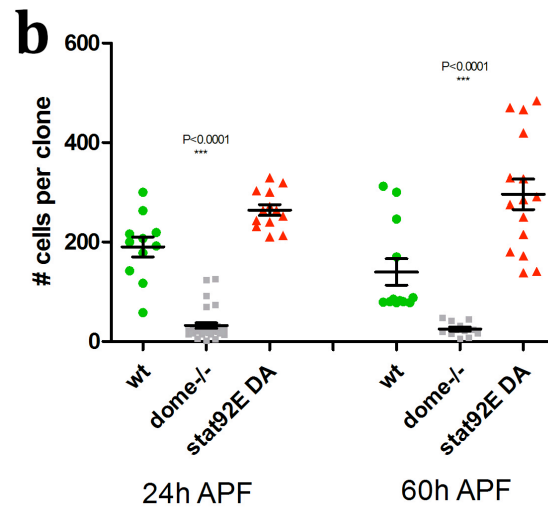 b
600
400
200
0
# cells per clone
P<0.0001
***
P<0.0001
***
wt
dome-/-
stat92E DA
wt
dome-/-
stat92E DA
24h APF
60h APF